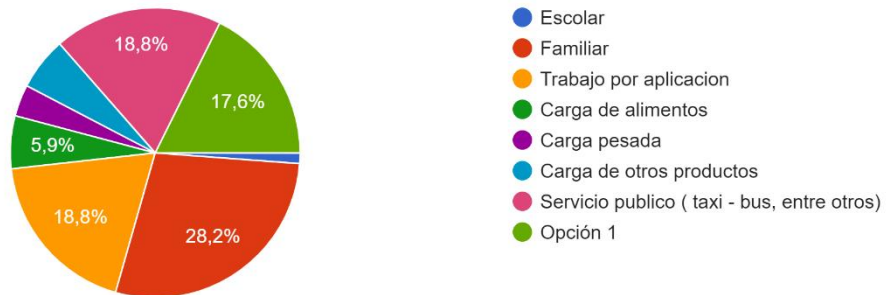 18,8%
17,6%
5,9%
18,8%
28,2%
Escolar
Familiar
Trabajo por aplicacion
Carga de alimentos
Carga pesada
Carga de otros productos
Servicio publico ( taxi - bus, entre otros)
Opción 1